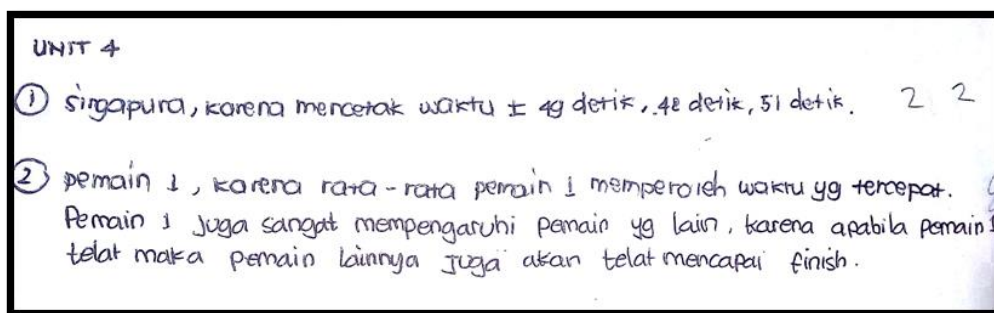 UNIT 4
① singapura, karena mencetak waktu ± 49 detik, 48 detik, 51 detik. 2 2
② pemain 1, karena rata-rata pemain 1 memperoleh waktu yg tercepat.
Pemain 1 juga sangat mempengaruhi pemain yg lain, karena apabila pemain 1
telat maka pemain lainnya juga akan telat mencapai finish.